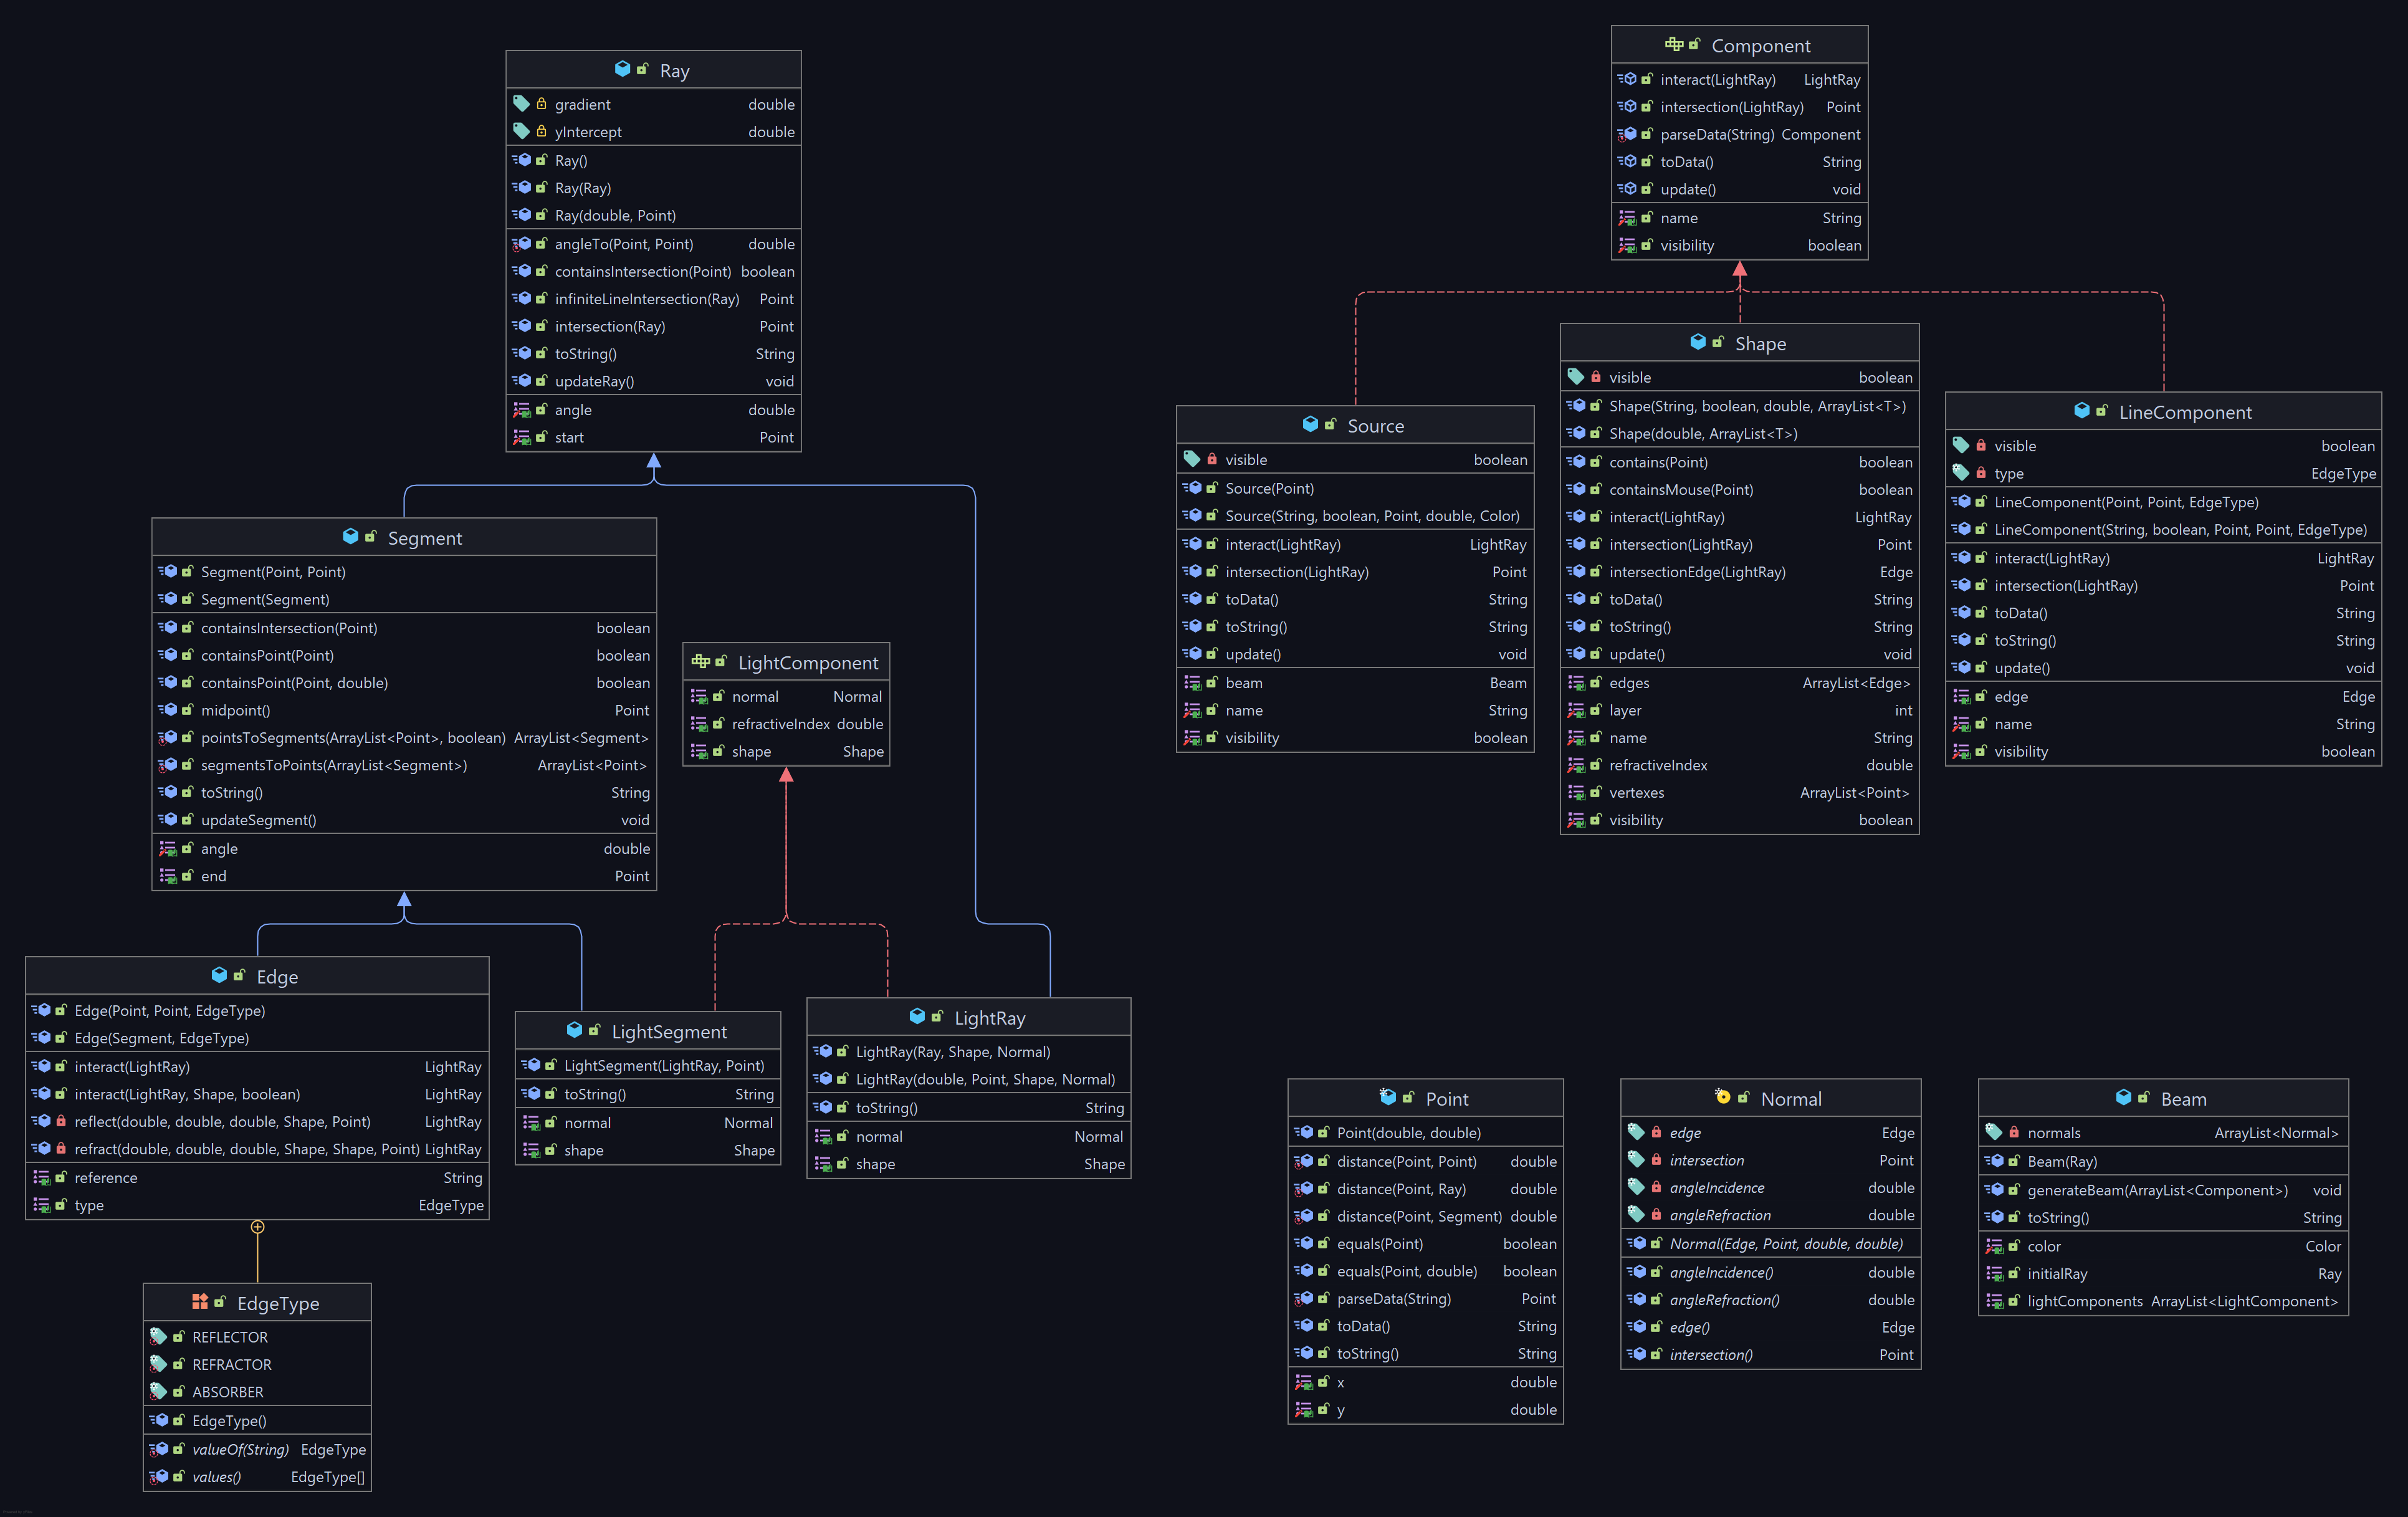 Ray
gradient double
yIntercept double
Ray()
Ray(Ray)
Ray(double, Point)
angleTo(Point, Point) double
containsIntersection(Point) boolean
infiniteLineIntersection(Ray) Point
intersection(Ray) Point
toString() String
updateRay() void
angle double
start Point
Segment
Segment(Point, Point)
Segment(Segment)
containsIntersection(Point) boolean
containsPoint(Point) boolean
containsPoint(Point, double) boolean
midpoint() Point
pointsToSegments(ArrayList<Point>, boolean) ArrayList<Segment>
segmentsToPoints(ArrayList<Segment>) ArrayList<Point>
toString() String
updateSegment() void
angle double
end Point
LightComponent
normal Normal
refractiveIndex double
shape Shape
Edge
Edge(Point, Point, EdgeType)
Edge(Segment, EdgeType)
interact(LightRay) LightRay
interact(LightRay, Shape, boolean) LightRay
reflect(double, double, double, Shape, Point) LightRay
refract(double, double, double, Shape, Shape, Point) LightRay
reference String
type EdgeType
LightSegment
LightSegment(LightRay, Point)
toString() String
normal Normal
shape Shape
LightRay
LightRay(Ray, Shape, Normal)
LightRay(double, Point, Shape, Normal)
toString() String
normal Normal
shape Shape
EdgeType
REFLECTOR
REFRACTOR
ABSORBER
EdgeType()
valueOf(String) EdgeType
values() EdgeType[]
Component
interact(LightRay) LightRay
intersection(LightRay) Point
parseData(String) Component
toData() String
update() void
name String
visibility boolean
Source
visible boolean
Source(Point)
Source(String, boolean, Point, double, Color)
interact(LightRay) LightRay
intersection(LightRay) Point
toData() String
toString() String
update() void
beam Beam
name String
visibility boolean
Shape
visible boolean
Shape(String, boolean, double, ArrayList<T>)
Shape(double, ArrayList<T>)
contains(Point) boolean
containsMouse(Point) boolean
interact(LightRay) LightRay
intersection(LightRay) Point
intersectionEdge(LightRay) Edge
toData() String
toString() String
update() void
edges ArrayList<Edge>
layer int
name String
refractiveIndex double
vertexes ArrayList<Point>
visibility boolean
LineComponent
visible boolean
type EdgeType
LineComponent(Point, Point, EdgeType)
LineComponent(String, boolean, Point, Point, EdgeType)
interact(LightRay) LightRay
intersection(LightRay) Point
toData() String
toString() String
update() void
edge Edge
name String
visibility boolean
Point
Point(double, double)
distance(Point, Point) double
distance(Point, Ray) double
distance(Point, Segment) double
equals(Point) boolean
equals(Point, double) boolean
parseData(String) Point
toData() String
toString() String
x double
y double
Normal
edge Edge
intersection Point
angleIncidence double
angleRefraction double
Normal(Edge, Point, double, double)
angleIncidence() double
angleRefraction() double
edge() Edge
intersection() Point
Beam
normals ArrayList<Normal>
Beam(Ray)
generateBeam(ArrayList<Component>) void
toString() String
color Color
initialRay Ray
lightComponents ArrayList<LightComponent>